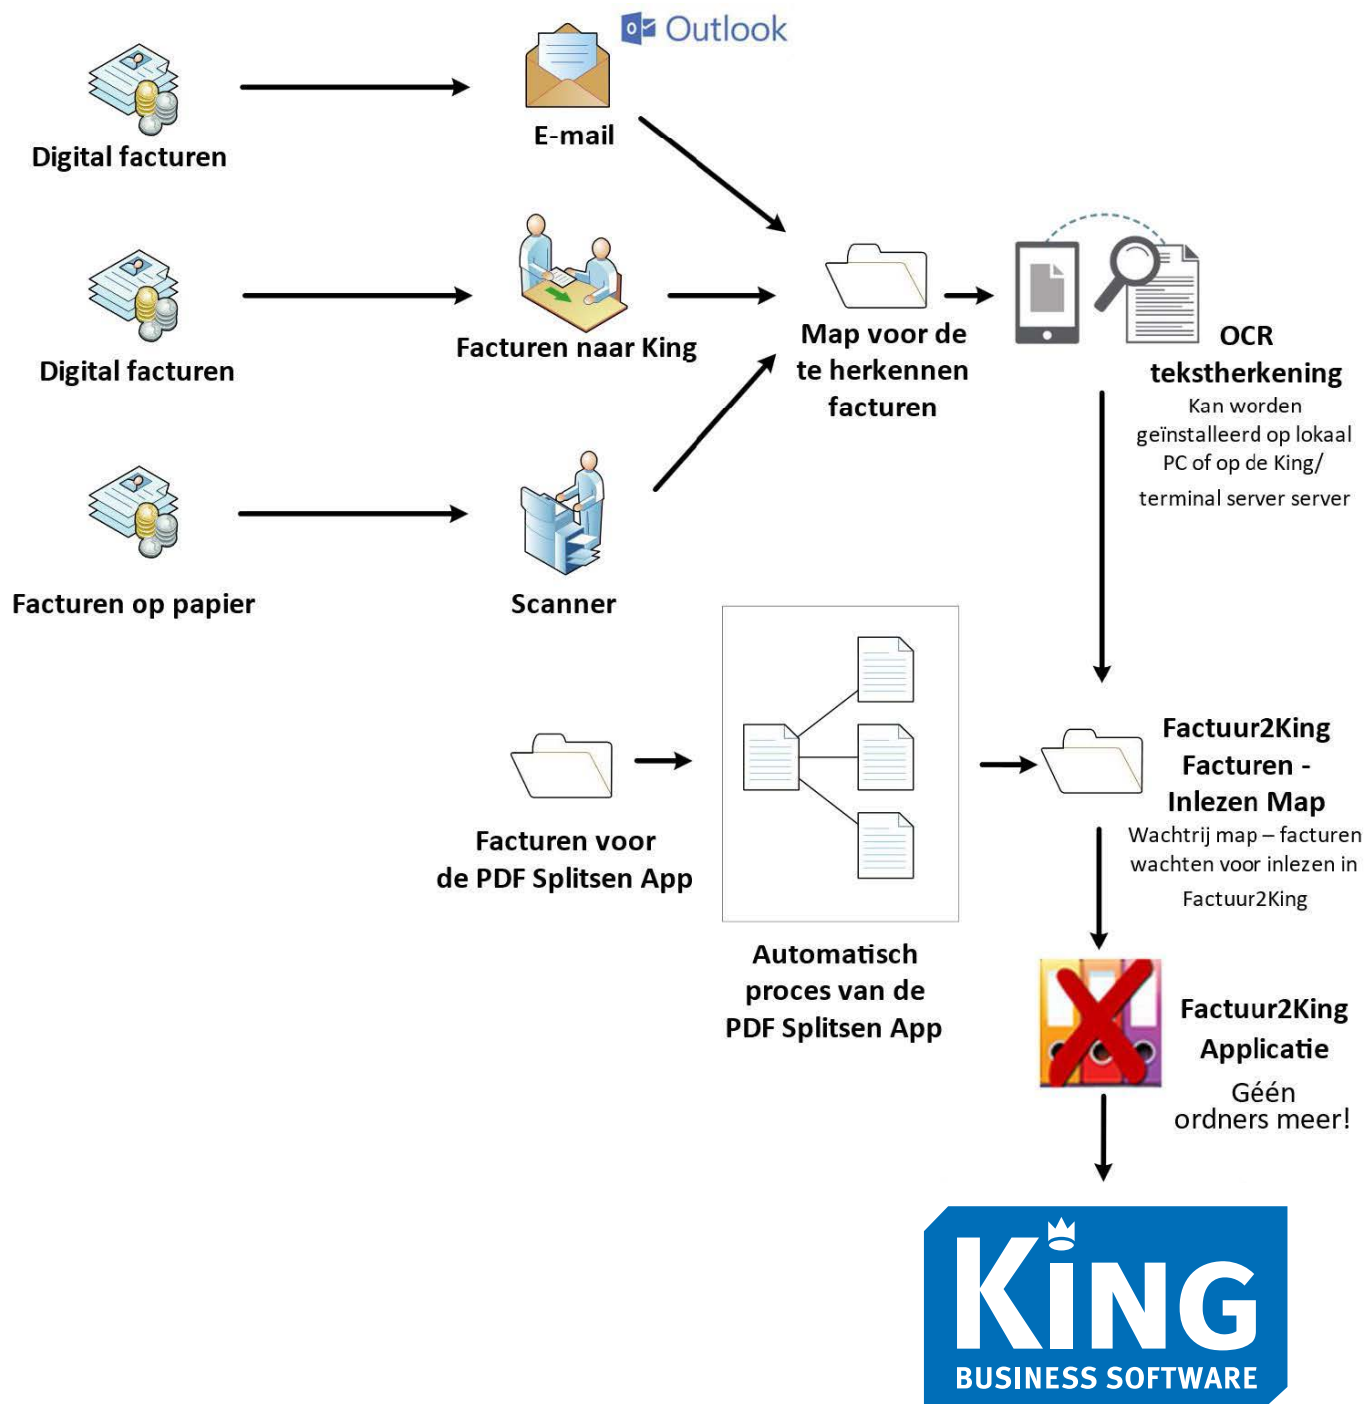 Outlook
E-mail
Digital facturen
Facturen naar King
Digital facturen
Map voor de
te herkennen
facturen
OCR
tekstherkening
Kan worden
geïnstalleerd op lokaal
PC of op de King/
terminal server server
Facturen op papier
Scanner
Facturen voor
de PDF Splitsen App
Automatisch
proces van de
PDF Splitsen App
Factuur2King
Facturen -
Inlezen Map
Wachtrij map – facturen
wachten voor inlezen in
Factuur2King
Factuur2King
Applicatie
Géén
ordners meer!
KING
BUSINESS SOFTWARE